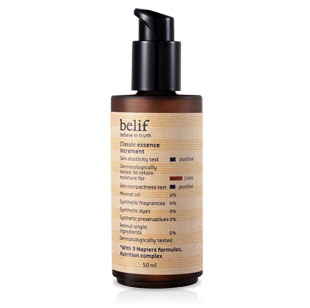 belif
believe in truth
Classic essence
increment
Skin elasticity test positive
Dermatologically
tested to retain
moisture for 24hr
Skin compactness test positive
Mineral oil 0%
Synthetic fragrances 0%
Synthetic dyes 0%
Synthetic preservatives 0%
Animal origin
ingredients 0%
Dermatologically tested
*With 3 Napiers formulas,
Nutrition complex
50ml